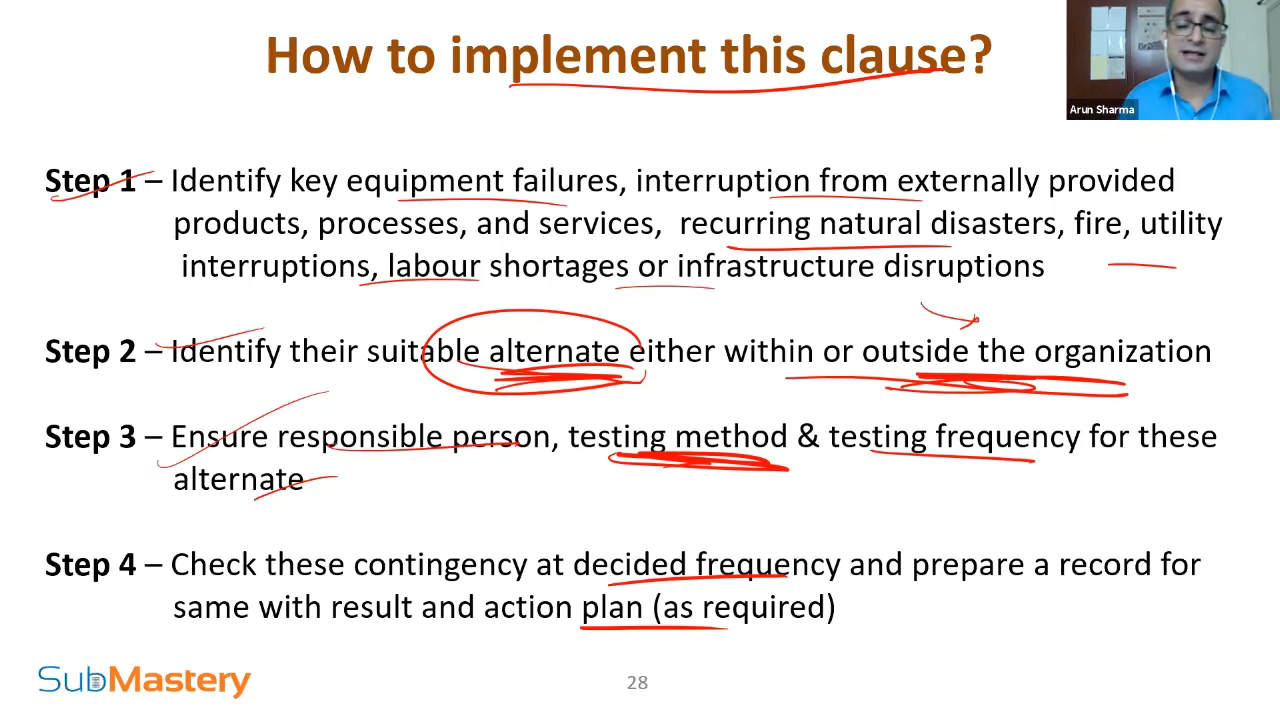 How to implement this clause?
Arun Sharma
Step 1 – Identify key equipment failures, interruption from externally provided
products, processes, and services, recurring natural disasters, fire, utility
interruptions, labour shortages or infrastructure disruptions
Step 2 – Identify their suitable alternate either within or outside the organization
Step 3 – Ensure responsible person, testing method & testing frequency for these
alternate
Step 4 – Check these contingency at decided frequency and prepare a record for
same with result and action plan (as required)
SubMastery
28